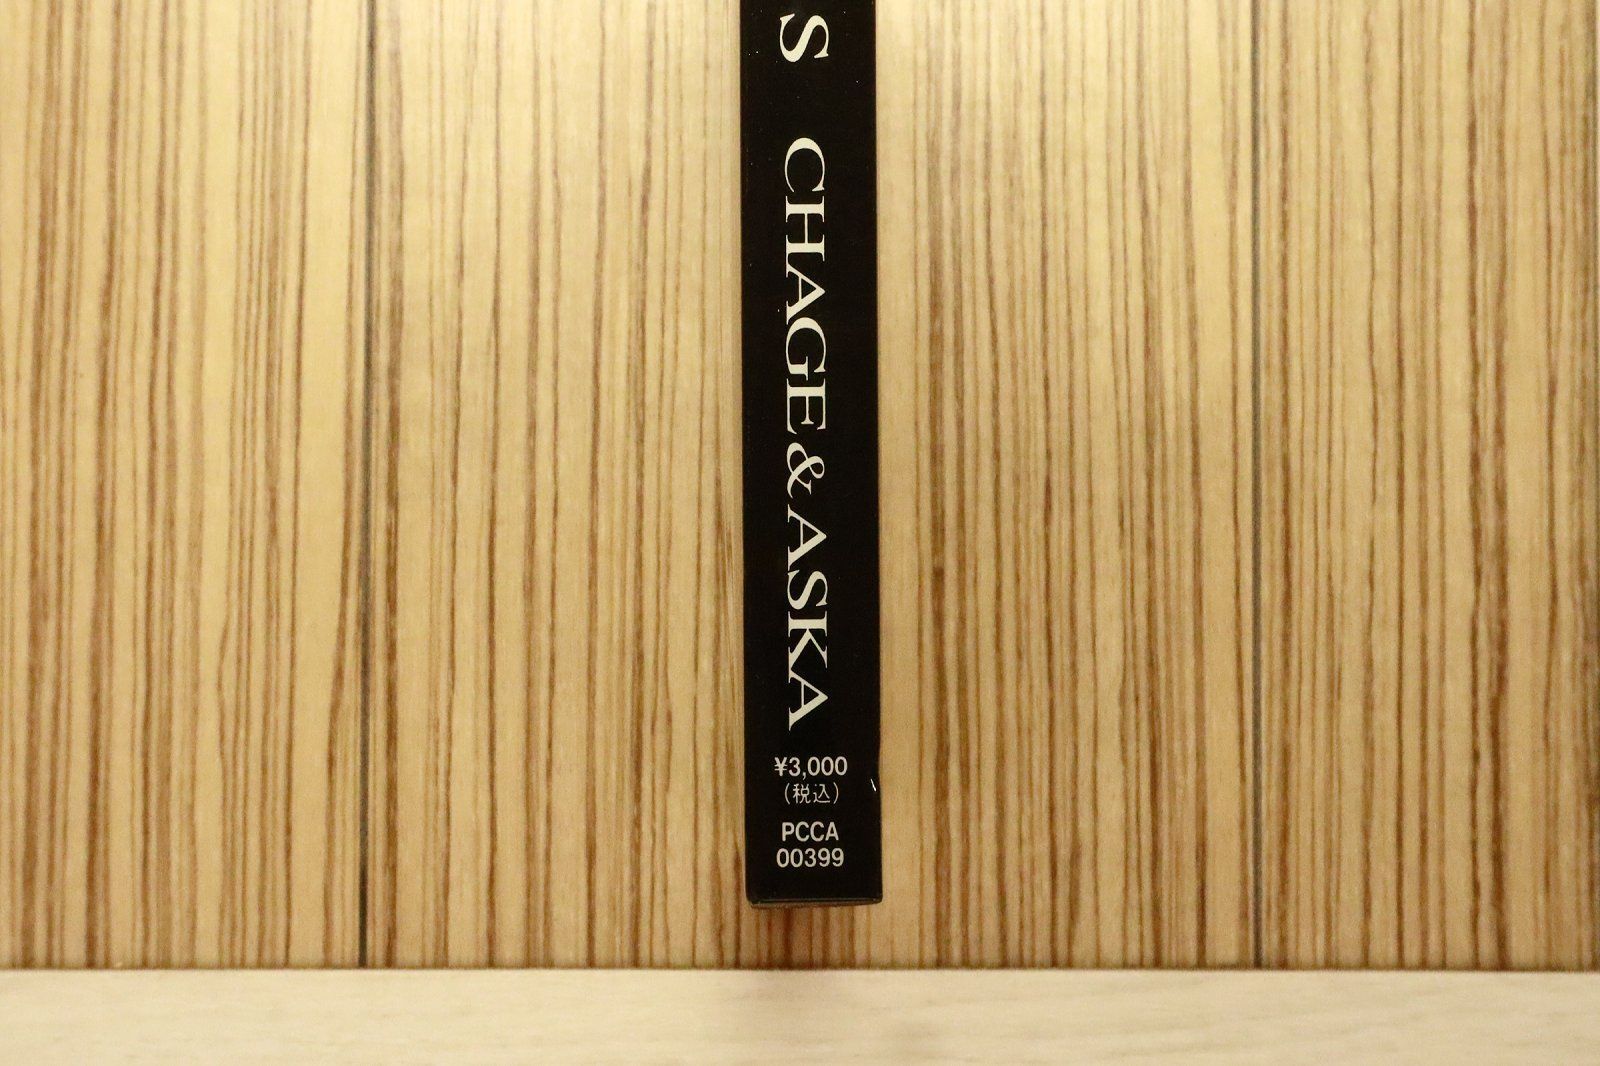 S CHAGE&ASKA
¥3,000
(税込)
PCCA
00399